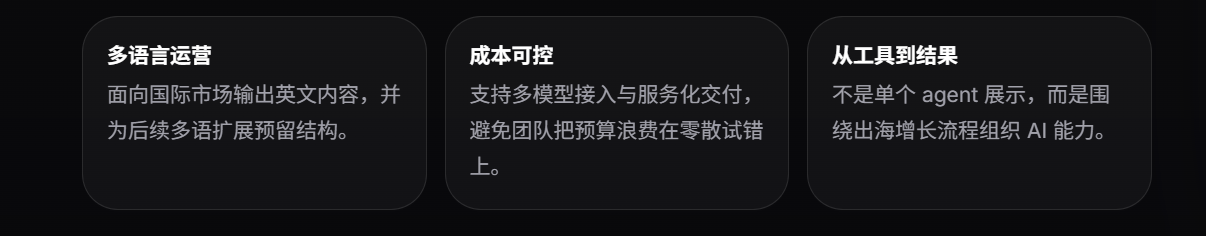 多语言运营
面向国际市场输出英文内容，并
为后续多语扩展预留结构。
成本可控
支持多模型接入与服务化交付，
避免团队把预算浪费在零散试错
上。
从工具到结果
不是单个 agent 展示，而是围
绕出海增长流程组织 AI 能力。